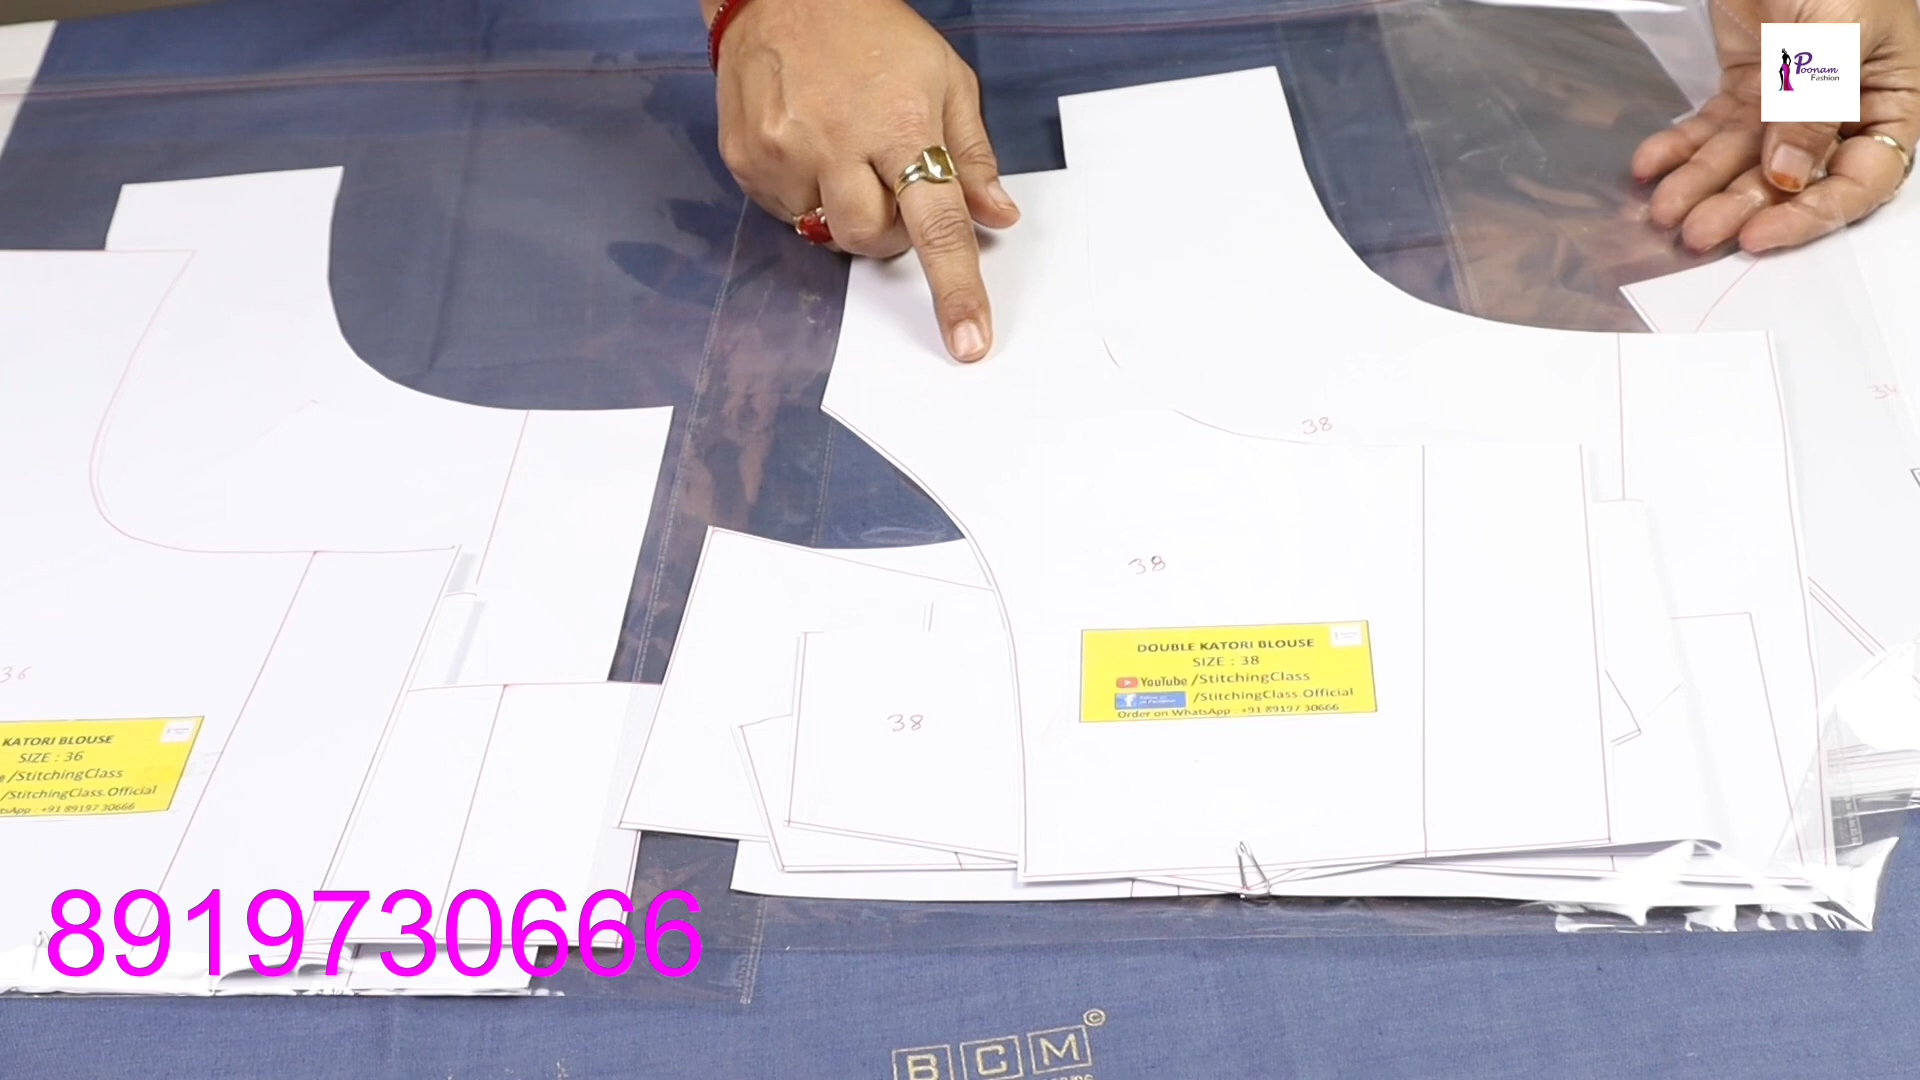 Poonam
Fashion
34
38
38
DOUBLE KATORI BLOUSE
SIZE : 38
YouTube /StitchingClass
/StitchingClass.Official
Order on WhatsApp : +91 89197 30666
38
36
KATORI BLOUSE
SIZE : 36
/StitchingClass
/StitchingClass.Official
: +91 89197 30666
8919730666
BCM©